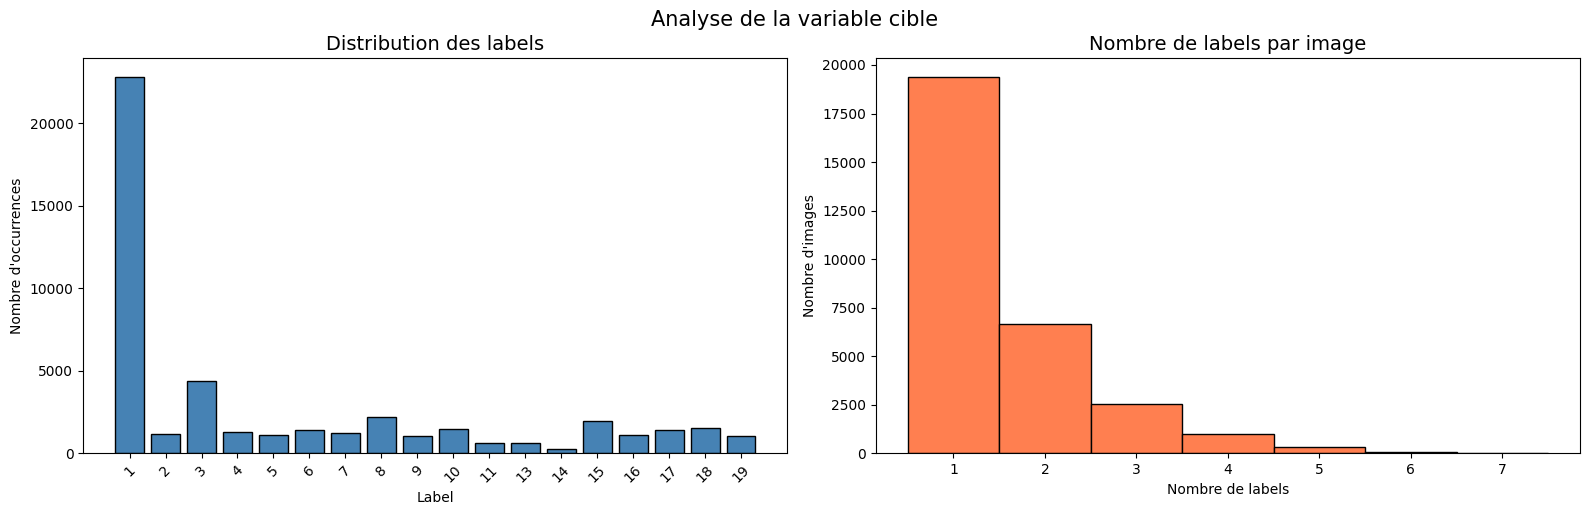 Analyse de la variable cible
Distribution des labels
Nombre d'occurrences
20000
15000
10000
5000
0
1 2 3 4 5 6 7 8 9 10 11 13 14 15 16 17 18 19
Label
Nombre de labels par image
Nombre d'images
20000
17500
15000
12500
10000
7500
5000
2500
0
1 2 3 4 5 6 7
Nombre de labels